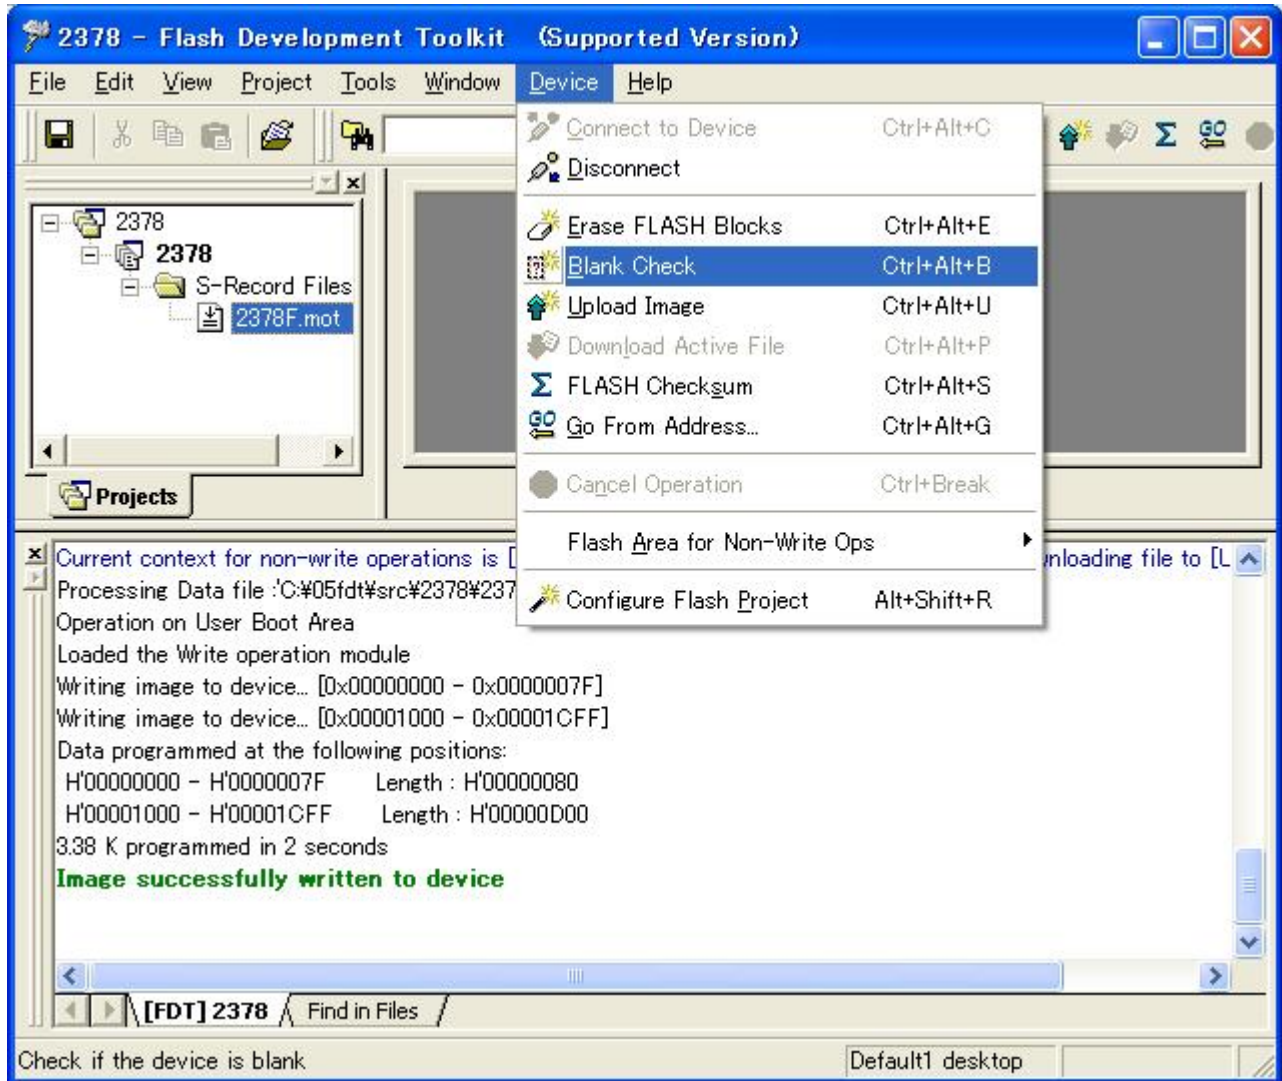 2378 - Flash Development Toolkit (Supported Version)
File Edit View Project Tools Window Device Help
Connect to Device Ctrl+Alt+C
Disconnect
Erase FLASH Blocks Ctrl+Alt+E
Blank Check Ctrl+Alt+B
Upload Image Ctrl+Alt+U
Download Active File Ctrl+Alt+P
FLASH Checksum Ctrl+Alt+S
GO Go From Address... Ctrl+Alt+G
Cancel Operation Ctrl+Break
Flash Area for Non-Write Ops
Configure Flash Project Alt+Shift+R
Σ GO
2378
2378
S-Record Files
2378F.mot
Projects
Current context for non-write operations is [ nloading file to [L
Processing Data file :'C:¥05fdt¥src¥2378¥237
Operation on User Boot Area
Loaded the Write operation module
Writing image to device... [0x00000000 - 0x0000007F]
Writing image to device... [0x00001000 - 0x00001CFF]
Data programmed at the following positions:
H'00000000 - H'0000007F Length : H'00000080
H'00001000 - H'00001CFF Length : H'00000D00
3.38 K programmed in 2 seconds
Image successfully written to device
[FDT] 2378 Find in Files
Check if the device is blank Default1 desktop